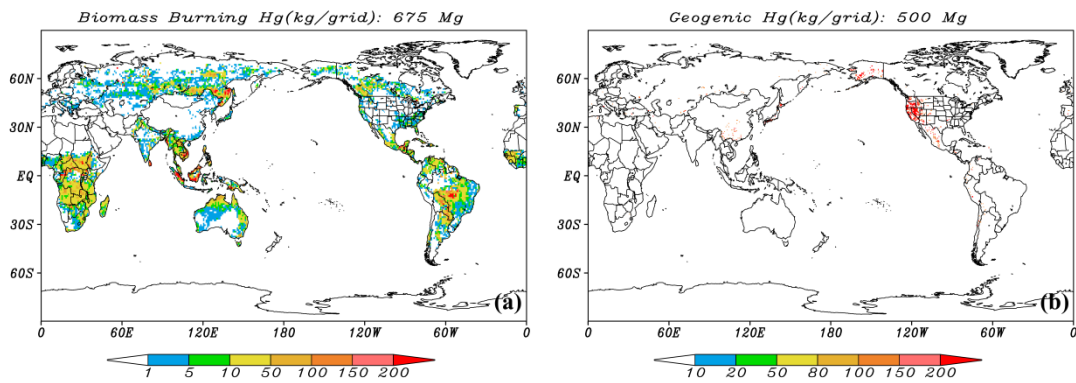 Biomass Burning Hg(kg/grid): 675 Mg
60N
30N
EQ
30S
60S
(a)
0 60E 120E 180 120W 60W 0
1 5 10 50 100 150 200
Geogenic Hg(kg/grid): 500 Mg
60N
30N
EQ
30S
60S
(b)
0 60E 120E 180 120W 60W 0
10 20 50 80 100 150 200